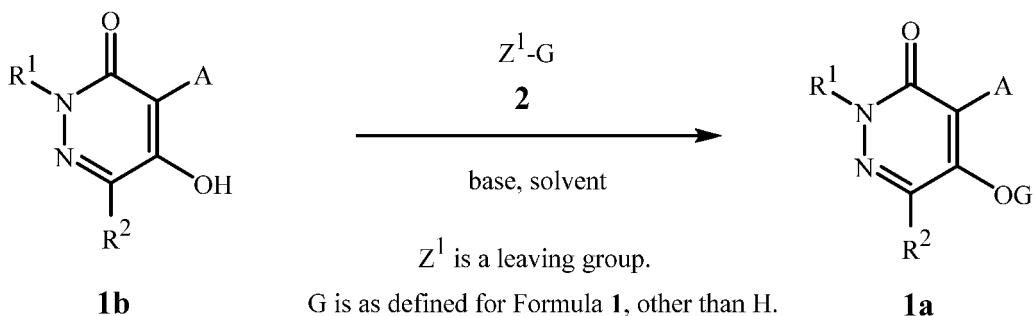 O
R¹
N
A
N
OH
R²
1b
Z¹-G
2
base, solvent
Z¹ is a leaving group.
G is as defined for Formula 1, other than H.
O
R¹
N
A
N
OG
R²
1a